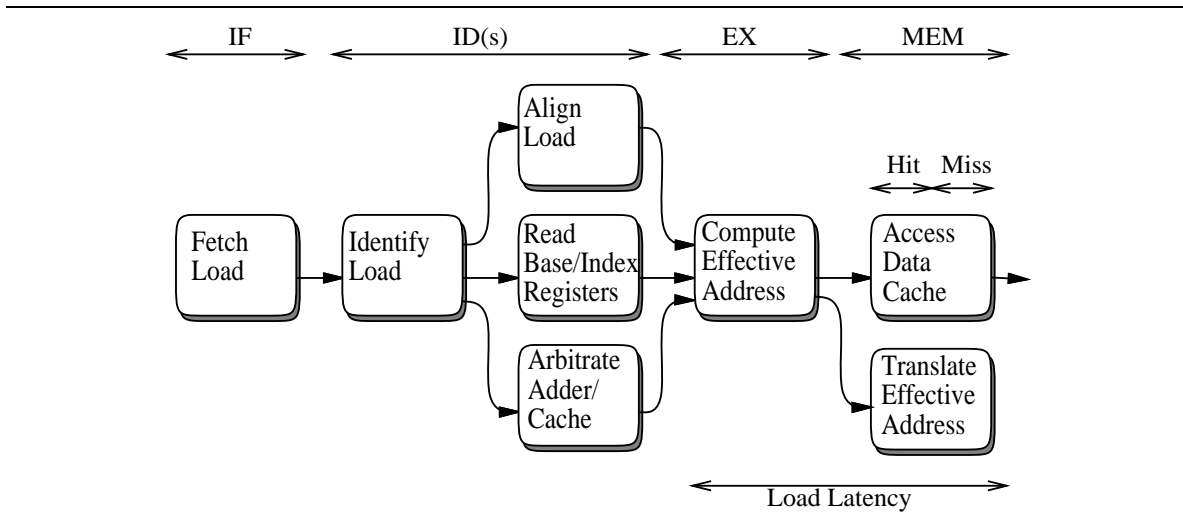 IF
ID(s)
EX
MEM
Align
Load
Hit
Miss
Fetch
Load
Identify
Load
Read
Base/Index
Registers
Compute
Effective
Address
Access
Data
Cache
Arbitrate
Adder/
Cache
Translate
Effective
Address
Load Latency